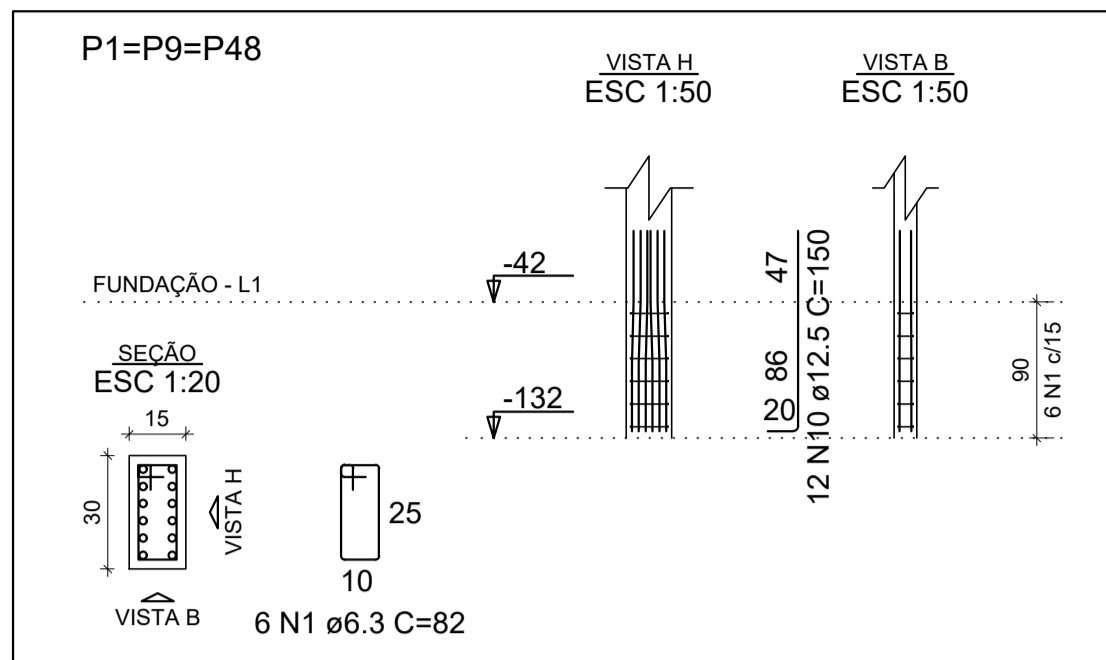 P1=P9=P48
VISTA H
ESC 1:50
VISTA B
ESC 1:50
FUNDAÇÃO - L1
-42
-132
47
86
20
12 N10 ø12.5 C=150
90
6 N1 c/15
SEÇÃO
ESC 1:20
15
30
VISTA H
VISTA B
25
10
6 N1 ø6.3 C=82